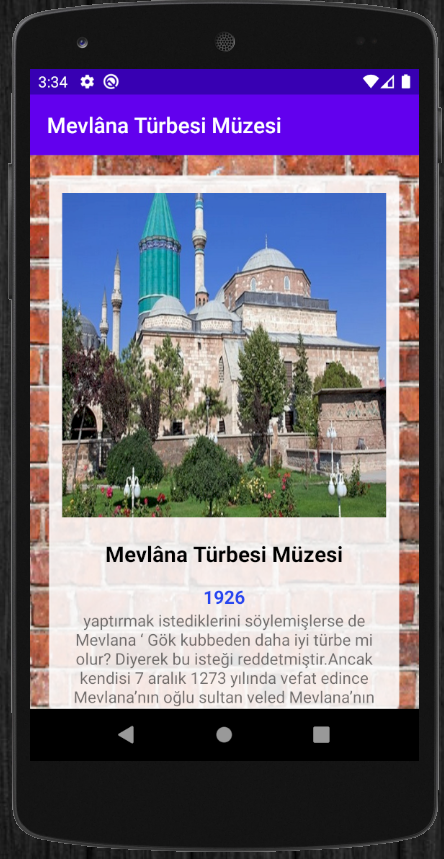 3:34
Mevlâna Türbesi Müzesi
Mevlâna Türbesi Müzesi
1926
yaptırmak istediklerini söylemişlerse de
Mevlana ‘ Gök kubbeden daha iyi türbe mi
olur? Diyerek bu isteği reddetmiştir.Ancak
kendisi 7 aralık 1273 yılında vefat edince
Mevlana’nın oğlu sultan veled Mevlana’nın